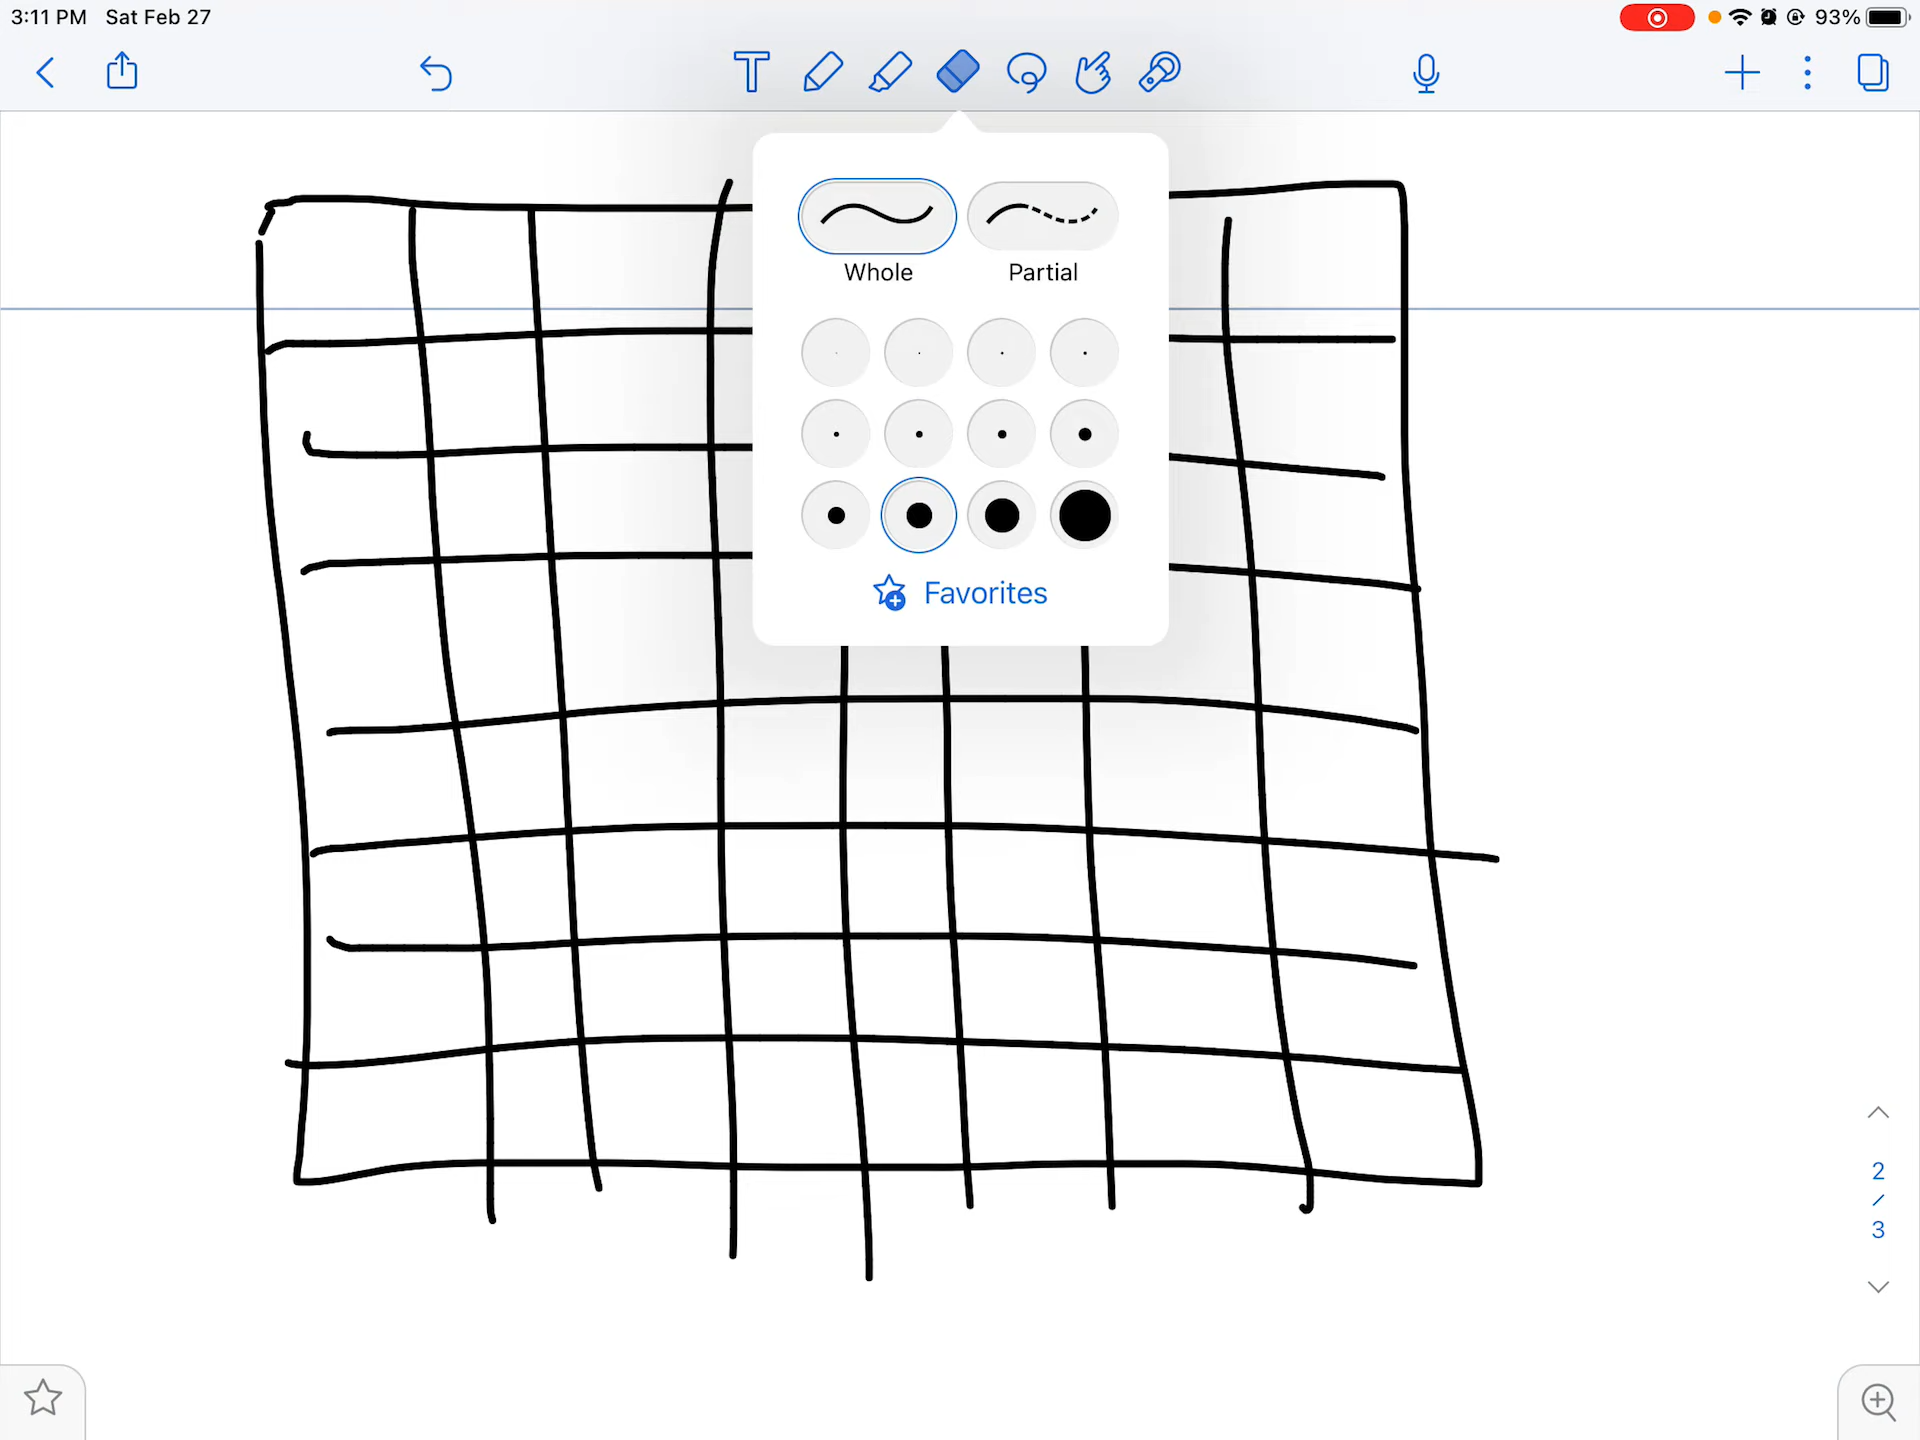 3:11 PM Sat Feb 27
93%
T
Whole
Partial
Favorites
2
/
3